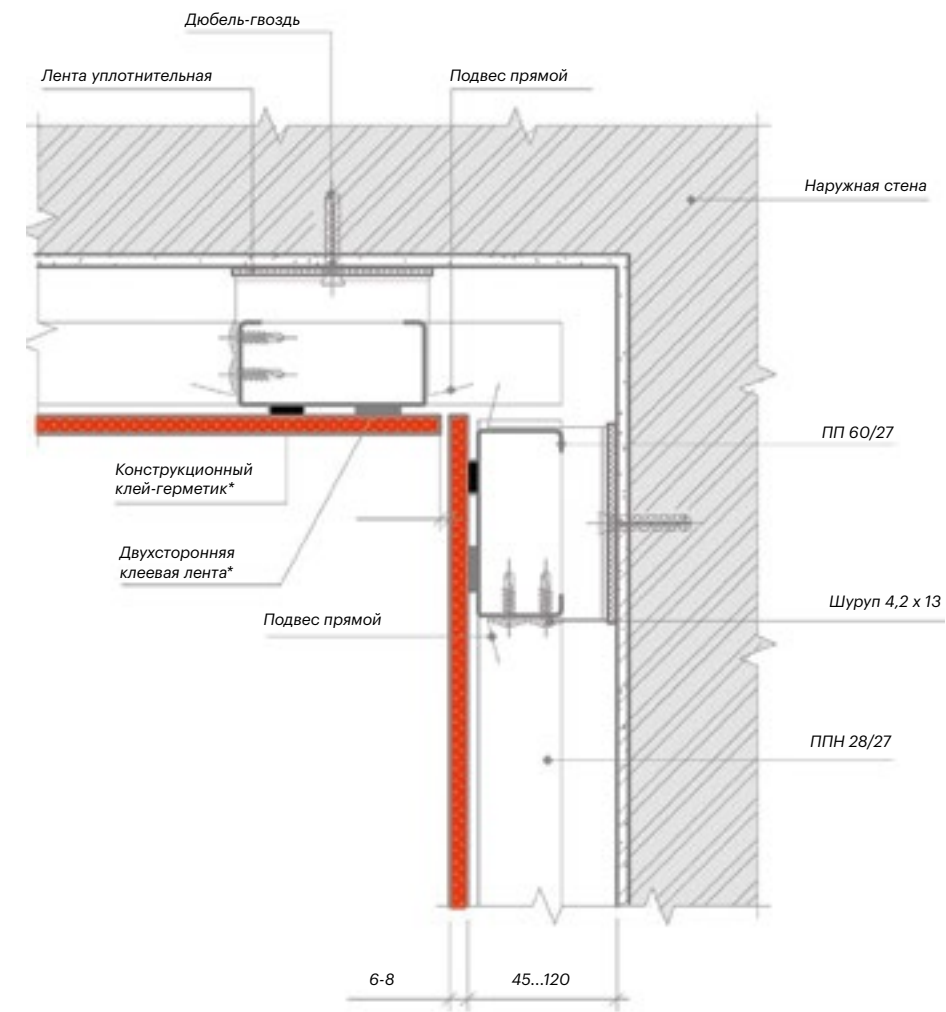 Дюбель-гвоздь
Лента уплотнительная
Подвес прямой
Наружная стена
ПП 60/27
Конструкционный
клей-герметик*
Двухсторонняя
клеевая лента*
Шуруп 4,2 x 13
Подвес прямой
ППН 28/27
6-8
45...120